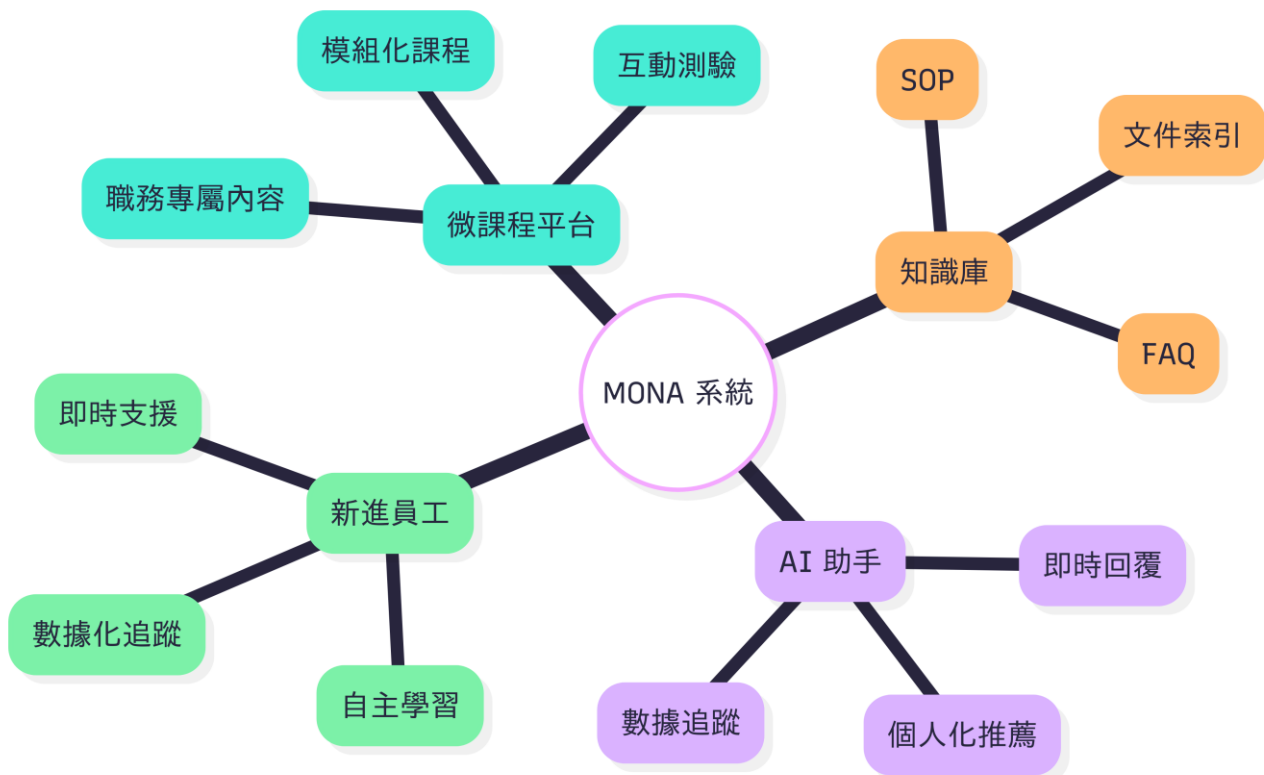 模組化課程
互動測驗
職務專屬內容
微課程平台
SOP
文件索引
知識庫
FAQ
MONA 系統
即時支援
新進員工
數據化追蹤
自主學習
AI 助手
即時回覆
數據追蹤
個人化推薦